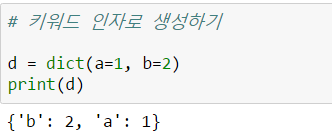 # 키워드 인자로 생성하기
d = dict(a=1, b=2)
print(d)
{'b': 2, 'a': 1}